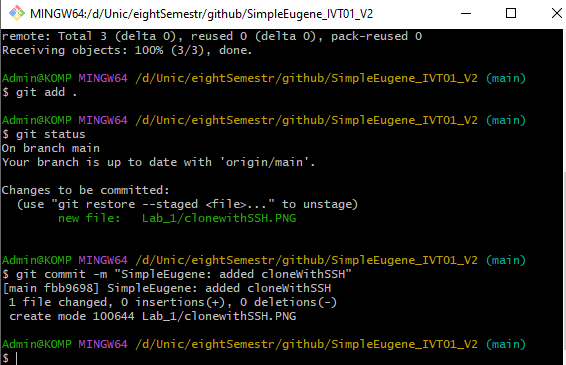 MINGW64:/d/Unic/eightSemestr/github/SimpleEugene_IVT01_V2
remote: Total 3 (delta 0), reused 0 (delta 0), pack-reused 0
Receiving objects: 100% (3/3), done.
Admin@KOMP MINGW64 /d/Unic/eightSemestr/github/SimpleEugene_IVT01_V2 (main)
$ git add .
Admin@KOMP MINGW64 /d/Unic/eightSemestr/github/SimpleEugene_IVT01_V2 (main)
$ git status
On branch main
Your branch is up to date with 'origin/main'.
Changes to be committed:
  (use "git restore --staged <file>..." to unstage)
        new file:   Lab_1/clonewithSSH.PNG
Admin@KOMP MINGW64 /d/Unic/eightSemestr/github/SimpleEugene_IVT01_V2 (main)
$ git commit -m "SimpleEugene: added cloneWithSSH"
[main fbb9698] SimpleEugene: added cloneWithSSH
 1 file changed, 0 insertions(+), 0 deletions(-)
 create mode 100644 Lab_1/clonewithSSH.PNG
Admin@KOMP MINGW64 /d/Unic/eightSemestr/github/SimpleEugene_IVT01_V2 (main)
$